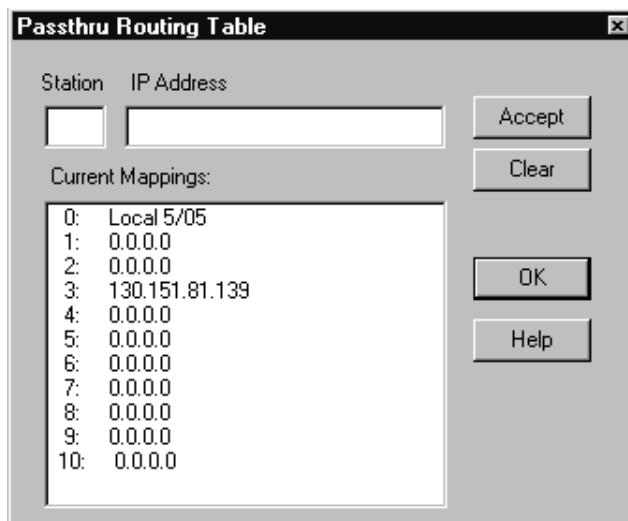 Passthru Routing Table
Station IP Address
Accept
Clear
Current Mappings:
0: Local 5/05
1: 0.0.0.0
2: 0.0.0.0
3: 130.151.81.139
4: 0.0.0.0
5: 0.0.0.0
6: 0.0.0.0
7: 0.0.0.0
8: 0.0.0.0
9: 0.0.0.0
10: 0.0.0.0
OK
Help